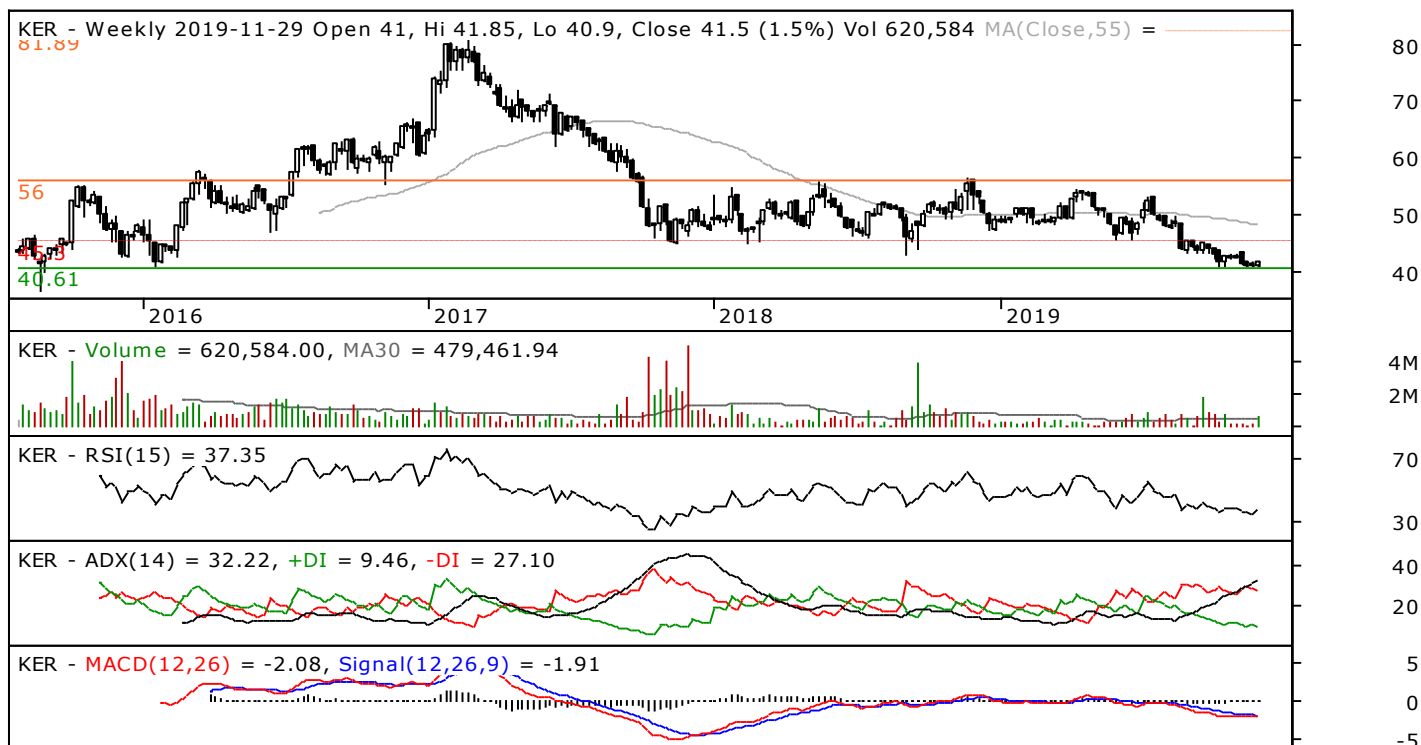 KER - Weekly 2019-11-29 Open 41, Hi 41.85, Lo 40.9, Close 41.5 (1.5%) Vol 620,584 MA(Close,55) =
81.89
80
70
60
56
50
45.3
40.61
40
2016 2017 2018 2019
KER - Volume = 620,584.00, MA30 = 479,461.94
4M
2M
KER - RSI(15) = 37.35
70
30
KER - ADX(14) = 32.22, +DI = 9.46, -DI = 27.10
40
20
KER - MACD(12,26) = -2.08, Signal(12,26,9) = -1.91
5
0
-5